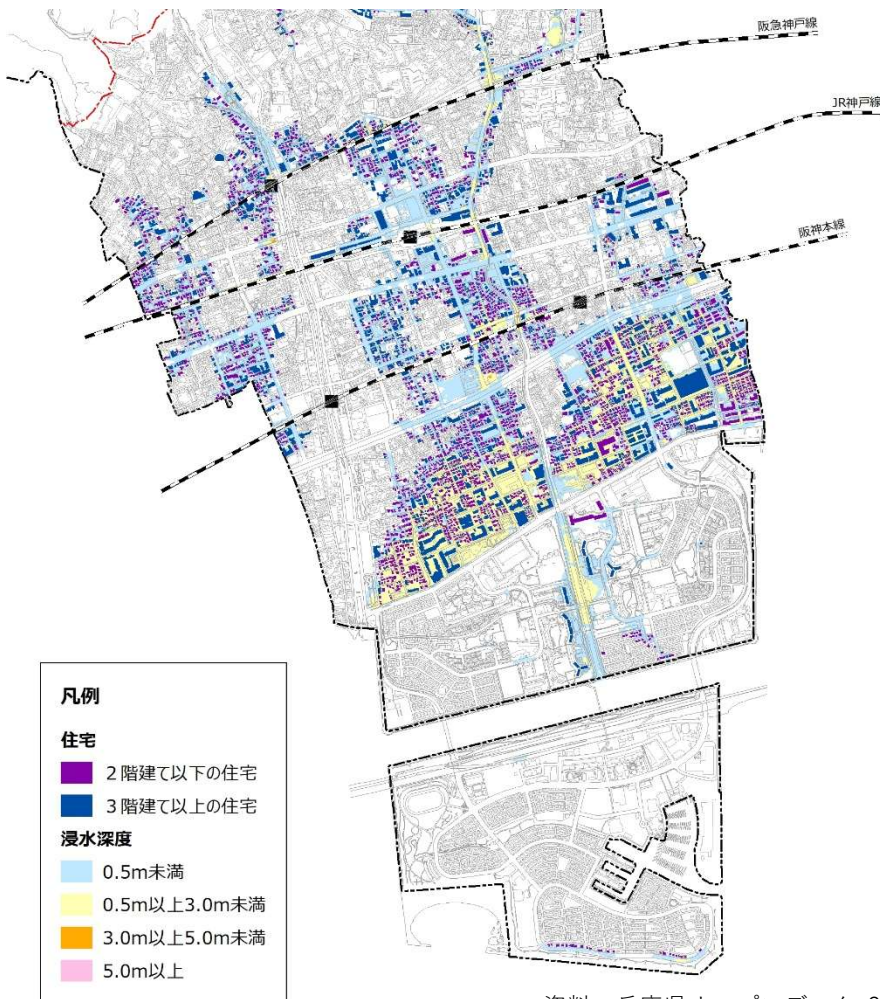 阪急神戸線
JR神戸線
阪神本線
凡例
住宅
2階建て以下の住宅
3階建て以上の住宅
浸水深度
0.5m未満
0.5m以上3.0m未満
3.0m以上5.0m未満
5.0m以上